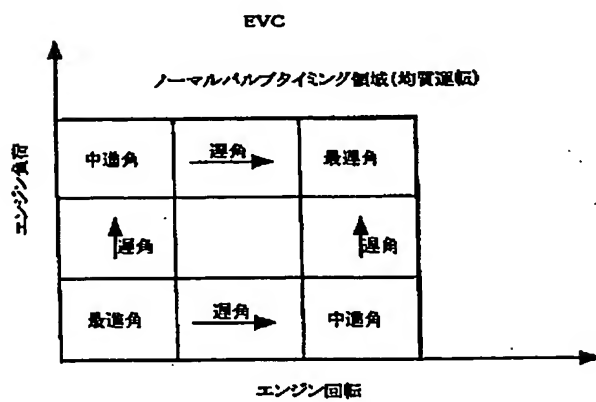 EVC
ノーマルバルブタイミング領域(均質運転)
エンジン負荷
中進角
遅角
最遅角
遅角
遅角
最進角
遅角
中進角
エンジン回転